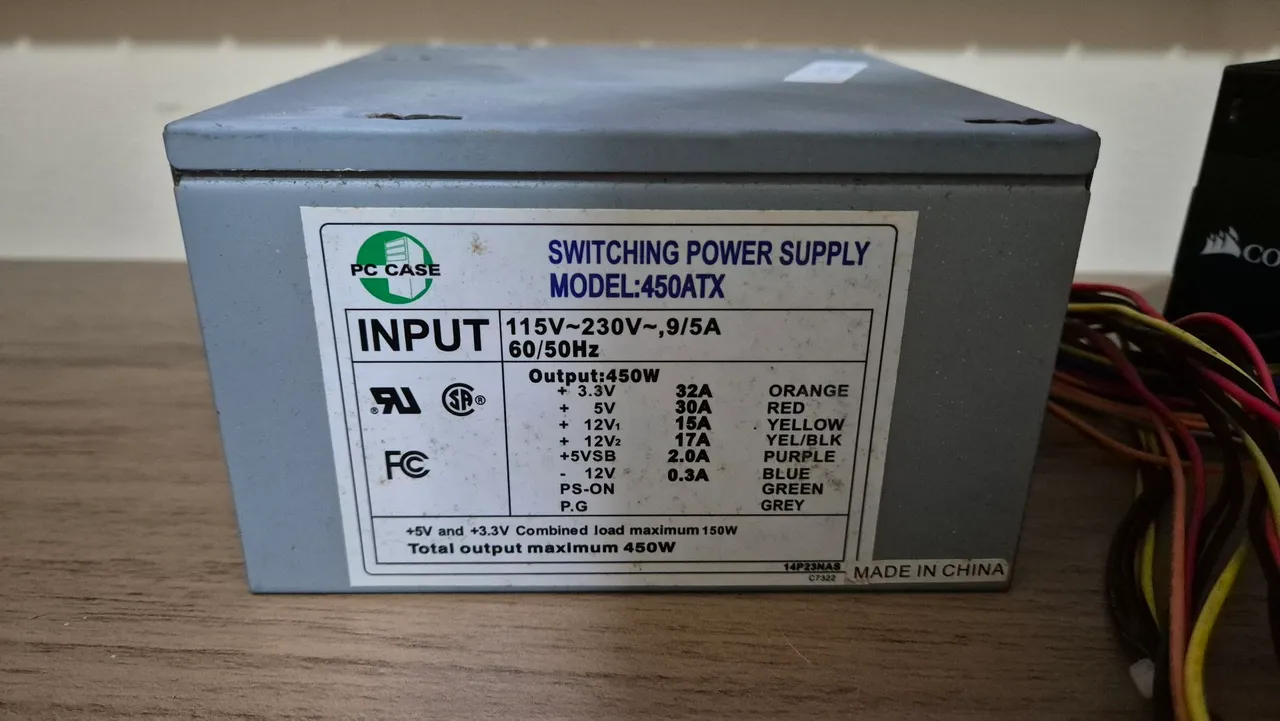 PC CASE
SWITCHING POWER SUPPLY
MODEL:450ATX
INPUT
115V~230V~,9/5A
60/50Hz
Output:450W
+ 3.3V 32A ORANGE
+ 5V 30A RED
+ 12V1 15A YELLOW
+ 12V2 17A YEL/BLK
+5VSB 2.0A PURPLE
- 12V 0.3A BLUE
PS-ON GREEN
P.G GREY
+5V and +3.3V Combined load maximum 150W
Total output maximum 450W
14P23NAS
C7322
MADE IN CHINA
CO